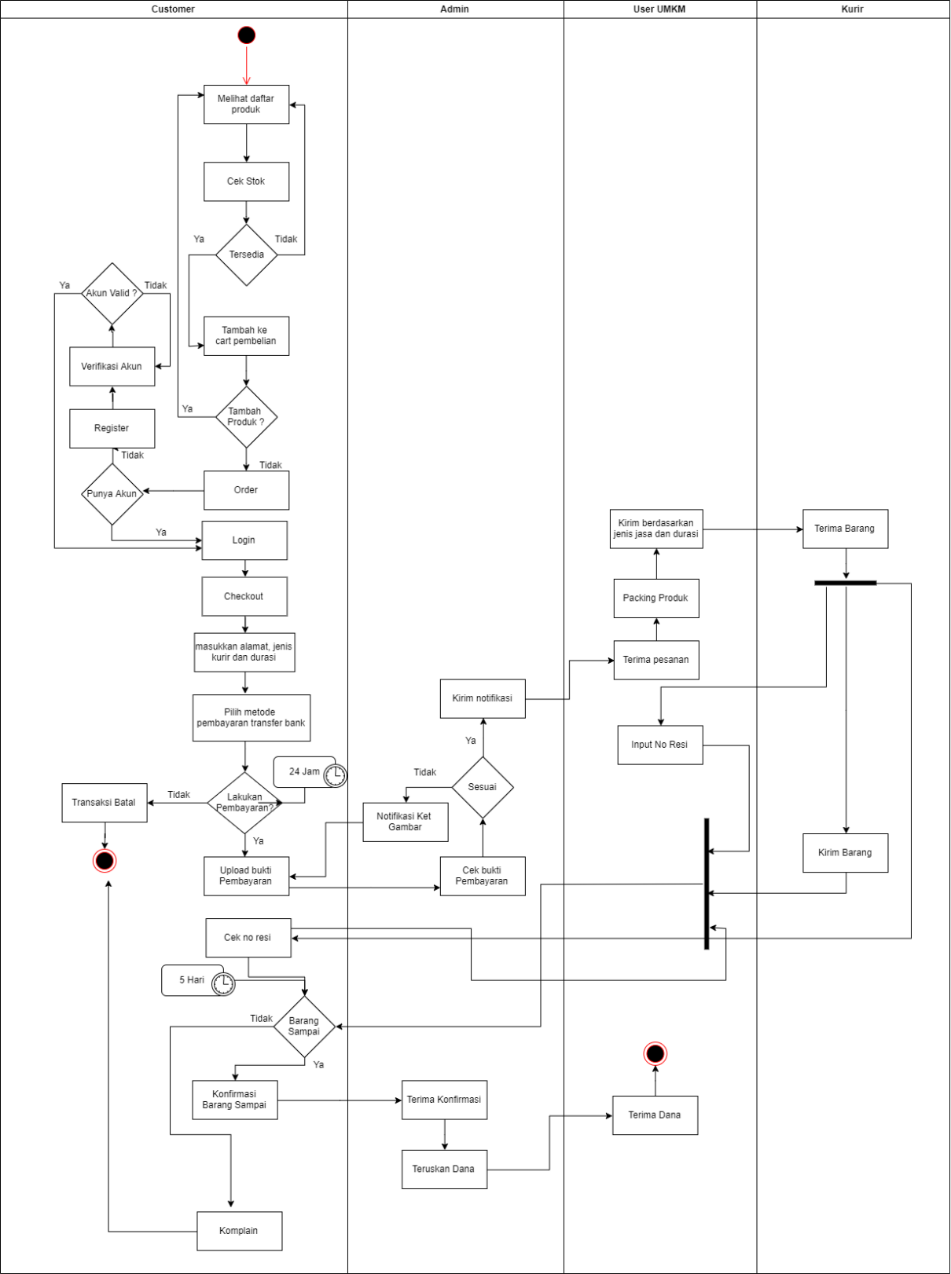 Customer
Admin
User UMKM
Kurir
Melihat daftar
produk
Cek Stok
Ya
Tidak
Tersedia
Ya
Tidak
Akun Valid ?
Tambah ke
cart pembelian
Verifikasi Akun
Ya
Tambah
Produk ?
Register
Tidak
Tidak
Punya Akun
Order
Ya
Login
Kirim berdasarkan
jenis jasa dan durasi
Terima Barang
Checkout
Packing Produk
masukkan alamat, jenis
kurir dan durasi
Terima pesanan
Kirim notifikasi
Pilih metode
pembayaran transfer bank
Ya
Input No Resi
24 Jam
Tidak
Sesuai
Transaksi Batal
Tidak
Lakukan
Pembayaran?
Notifikasi Ket
Gambar
Ya
Kirim Barang
Upload bukti
Pembayaran
Cek bukti
Pembayaran
Cek no resi
5 Hari
Tidak
Barang
Sampai
Ya
Konfirmasi
Barang Sampai
Terima Konfirmasi
Terima Dana
Teruskan Dana
Komplain